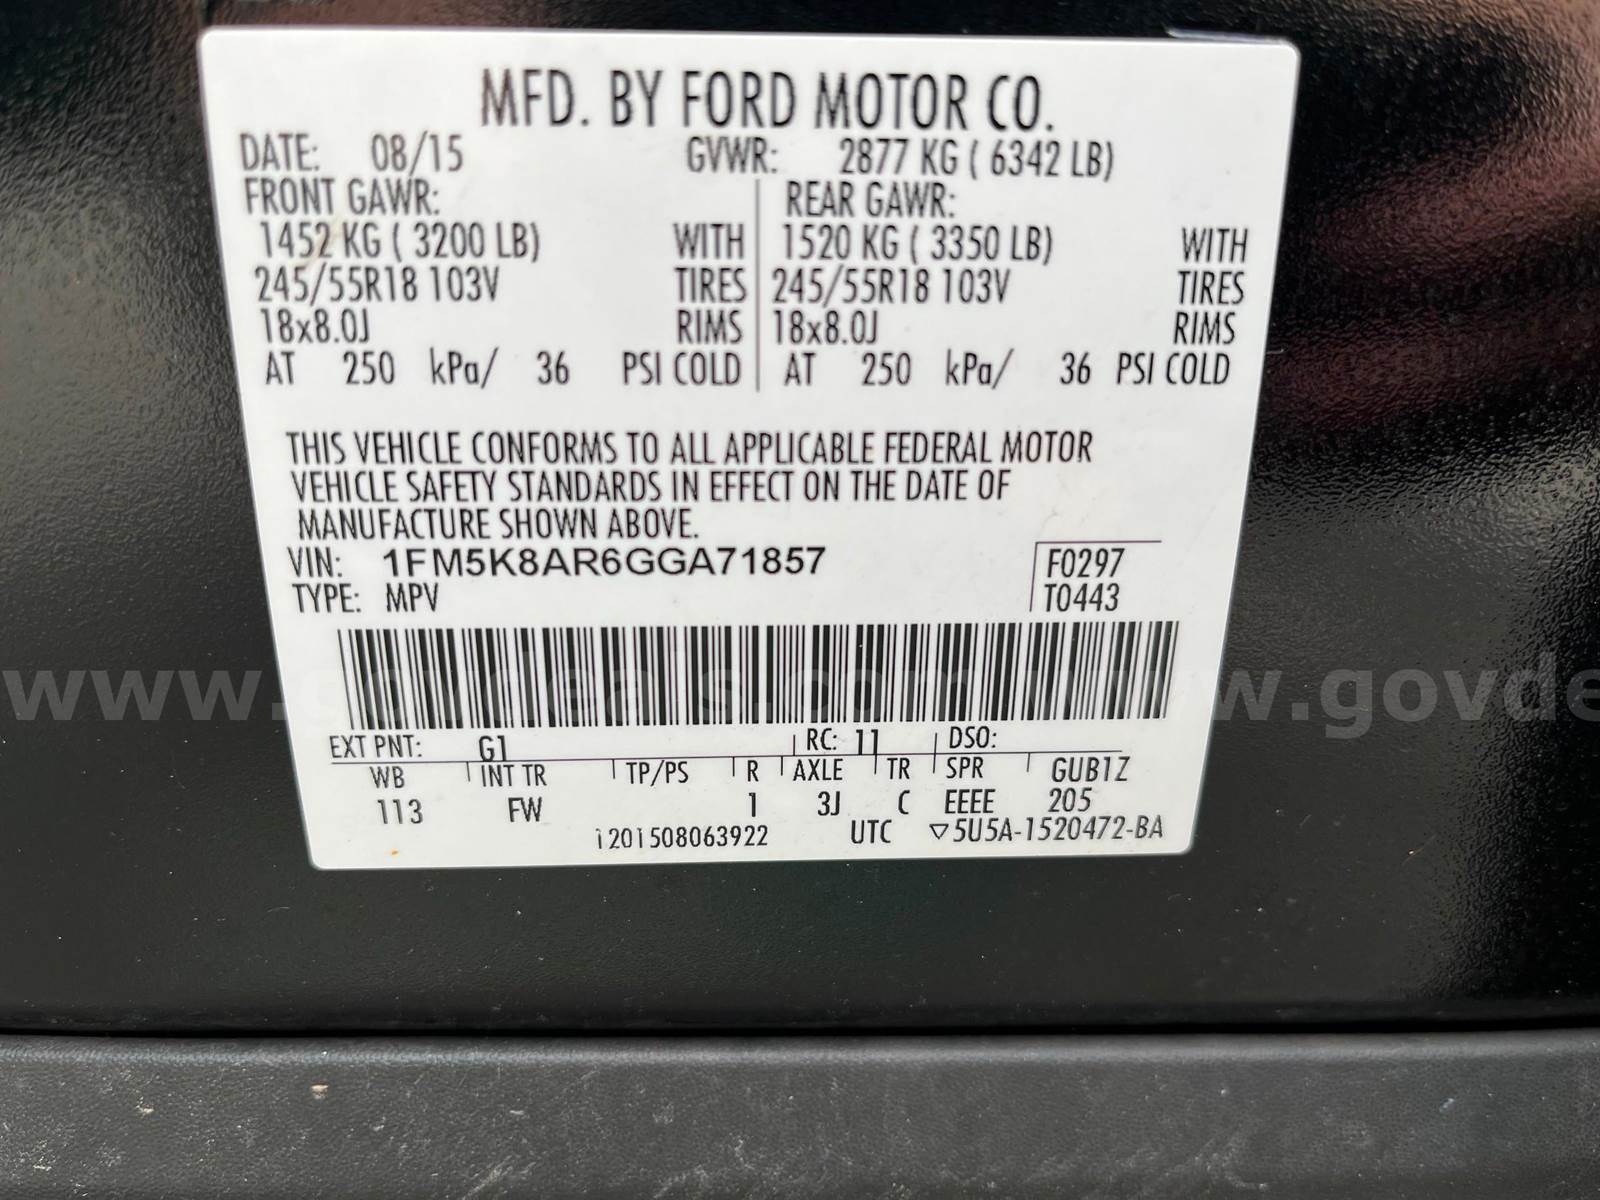 MFD. BY FORD MOTOR CO.
DATE: 08/15 GVWR: 2877 KG ( 6342 LB)
FRONT GAWR: REAR GAWR:
1452 KG ( 3200 LB) WITH 1520 KG ( 3350 LB) WITH
245/55R18 103V TIRES 245/55R18 103V TIRES
18x8.0J RIMS 18x8.0J RIMS
AT 250 kPa/ 36 PSI COLD AT 250 kPa/ 36 PSI COLD
THIS VEHICLE CONFORMS TO ALL APPLICABLE FEDERAL MOTOR
VEHICLE SAFETY STANDARDS IN EFFECT ON THE DATE OF
MANUFACTURE SHOWN ABOVE.
VIN: 1FM5K8AR6GGA71857 F0297
TYPE: MPV T0443
www.govdeals.com www.govde
EXT PNT: G1 RC: 11 DSO:
WB INT TR TP/PS R AXLE TR SPR GUB1Z
113 FW 1 3J C EEEE 205
1201508063922 UTC ▽5U5A-1520472-BA